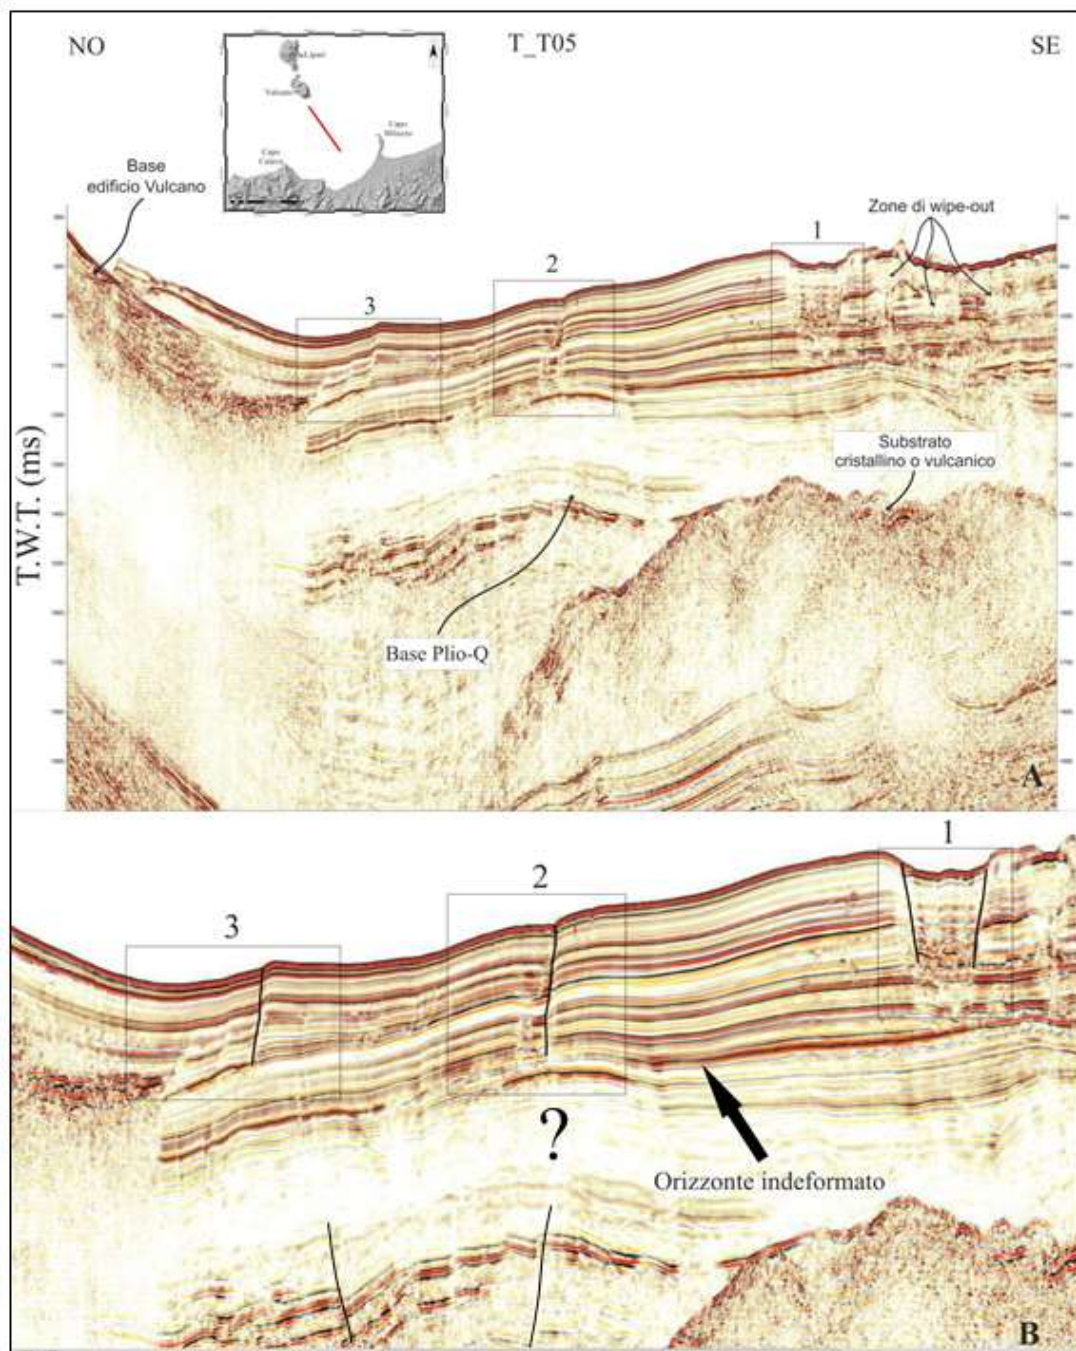 NO
T_T05
SE
Lipari
Vulcano
Capo
Milazzo
Capo
Calavà
Base
edificio Vulcano
Zone di wipe-out
1
2
3
T.W.T. (ms)
Substrato
cristallino o vulcanico
Base Plio-Q
A
1
2
3
?
Orizzonte indeformato
B